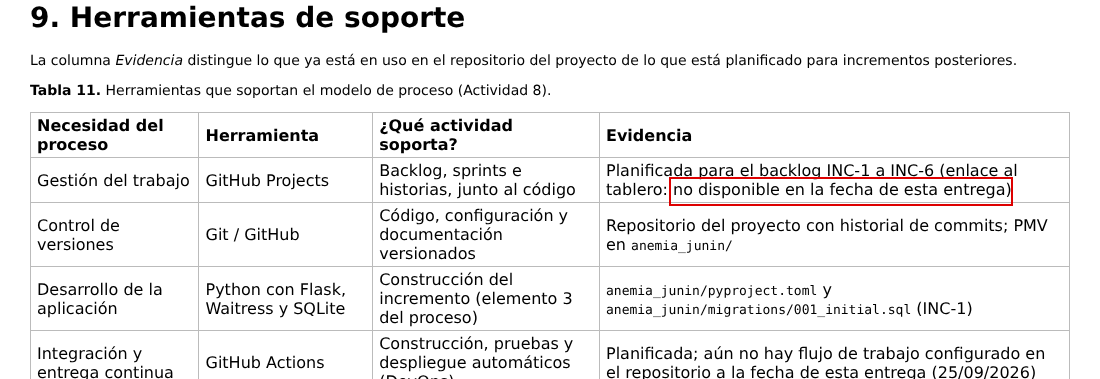 9. Herramientas de soporte
La columna Evidencia distingue lo que ya está en uso en el repositorio del proyecto de lo que está planificado para incrementos posteriores.
Tabla 11. Herramientas que soportan el modelo de proceso (Actividad 8).
Necesidad del
proceso
Herramienta
¿Qué actividad
soporta?
Evidencia
Gestión del trabajo
GitHub Projects
Backlog, sprints e
historias, junto al código
Planificada para el backlog INC-1 a INC-6 (enlace al
tablero: no disponible en la fecha de esta entrega)
Control de
versiones
Git / GitHub
Código, configuración y
documentación
versionados
Repositorio del proyecto con historial de commits; PMV
en anemia_junin/
Desarrollo de la
aplicación
Python con Flask,
Waitress y SQLite
Construcción del
incremento (elemento 3
del proceso)
anemia_junin/pyproject.toml y
anemia_junin/migrations/001_initial.sql (INC-1)
Integración y
entrega continua
GitHub Actions
Construcción, pruebas y
despliegue automáticos
(DevOps)
Planificada; aún no hay flujo de trabajo configurado en
el repositorio a la fecha de esta entrega (25/09/2026)